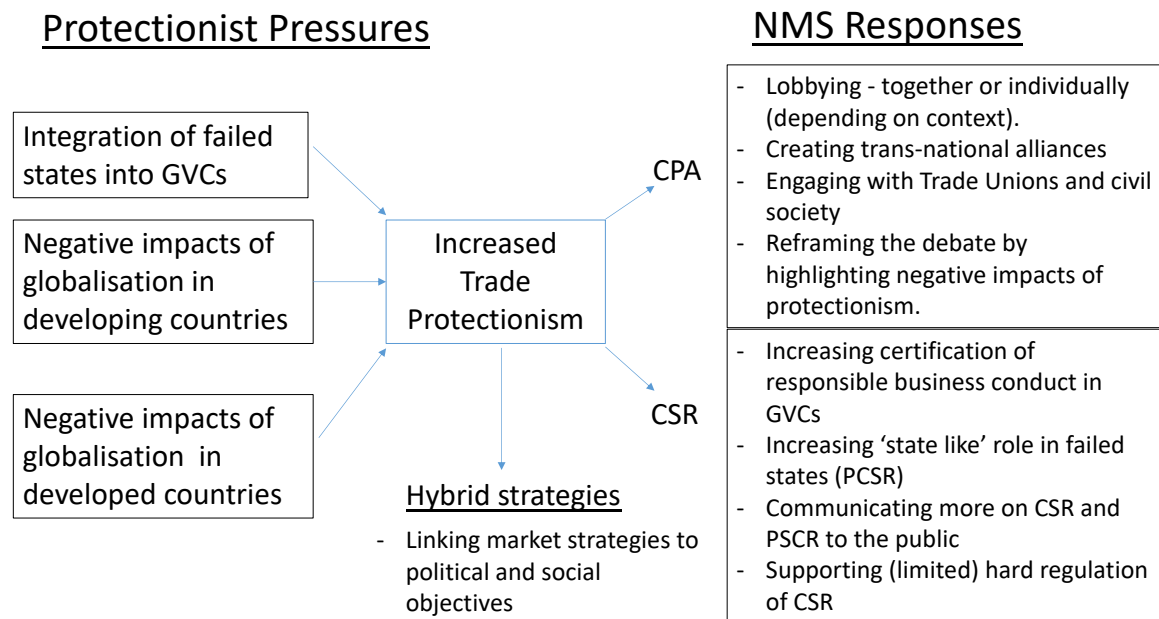 Protectionist Pressures
Integration of failed
states into GVCs
Negative impacts of
globalisation in
developing countries
Negative impacts of
globalisation in
developed countries
Increased
Trade
Protectionism
CPA
CSR
Hybrid strategies
- Linking market strategies to
political and social
objectives
NMS Responses
- Lobbying - together or individually
(depending on context).
- Creating trans-national alliances
- Engaging with Trade Unions and civil
society
- Reframing the debate by
highlighting negative impacts of
protectionism.
- Increasing certification of
responsible business conduct in
GVCs
- Increasing ‘state like’ role in failed
states (PCSR)
- Communicating more on CSR and
PSCR to the public
- Supporting (limited) hard regulation
of CSR